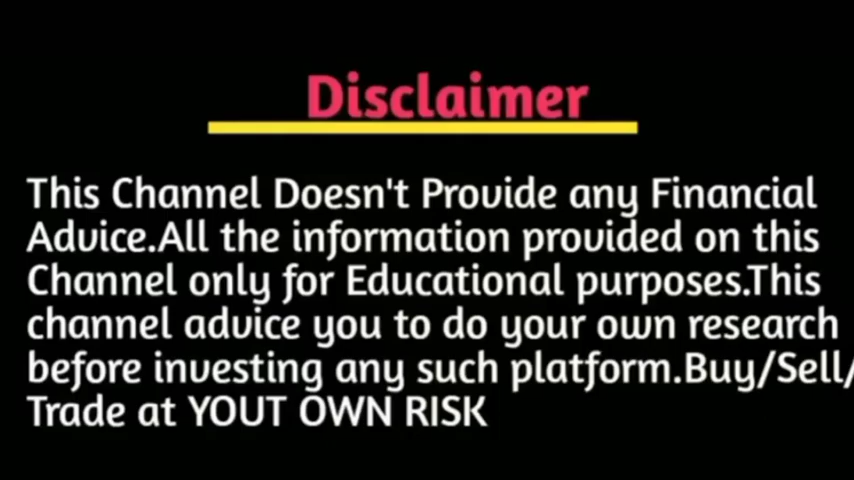 Disclaimer
This Channel Doesn't Provide any Financial
Advice.All the information provided on this
Channel only for Educational purposes.This
channel advice you to do your own research
before investing any such platform.Buy/Sell/
Trade at YOUT OWN RISK